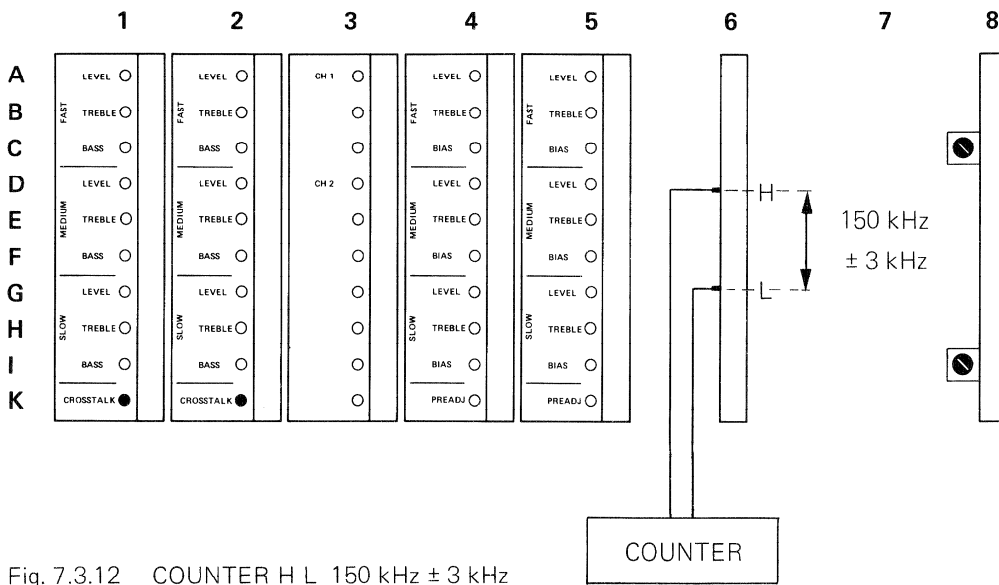 1 2 3 4 5 6 7 8
A LEVEL LEVEL CH 1 LEVEL LEVEL
B FAST TREBLE FAST TREBLE FAST TREBLE TREBLE
C BASS BASS BIAS BIAS
D LEVEL LEVEL CH 2 LEVEL LEVEL H
E MEDIUM TREBLE MEDIUM TREBLE MEDIUM TREBLE MEDIUM TREBLE 150 kHz
F BASS BASS BIAS BIAS ± 3 kHz
G LEVEL LEVEL LEVEL LEVEL L
H SLOW TREBLE SLOW TREBLE SLOW TREBLE SLOW TREBLE
I BASS BASS BIAS BIAS
K CROSSTALK CROSSTALK PREADJ PREADJ
COUNTER
Fig. 7.3.12 COUNTER H L 150 kHz ± 3 kHz